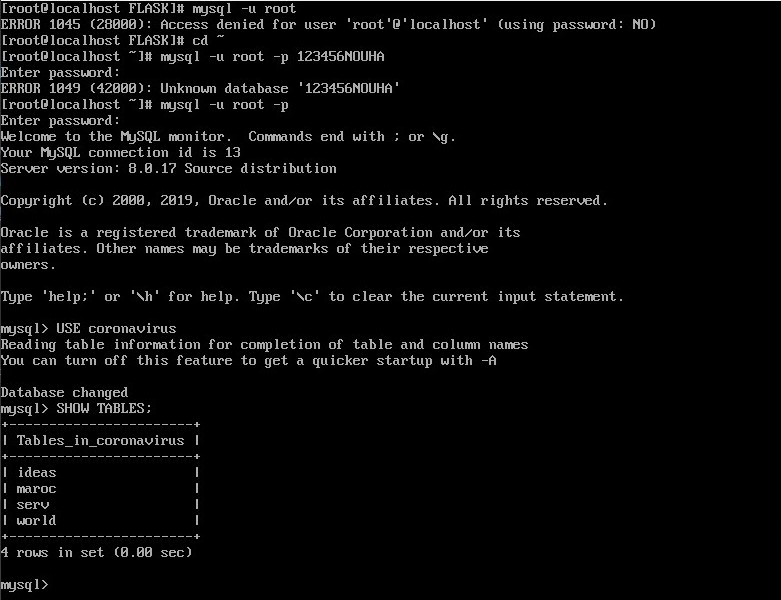 [root@localhost FLASK]# mysql -u root
ERROR 1045 (28000): Access denied for user 'root'@'localhost' (using password: NO)
[root@localhost FLASK]# cd ~
[root@localhost ~]# mysql -u root -p 123456NOUHA
Enter password:
ERROR 1049 (42000): Unknown database '123456NOUHA'
[root@localhost ~]# mysql -u root -p
Enter password:
Welcome to the MySQL monitor.  Commands end with ; or \g.
Your MySQL connection id is 13
Server version: 8.0.17 Source distribution

Copyright (c) 2000, 2019, Oracle and/or its affiliates. All rights reserved.

Oracle is a registered trademark of Oracle Corporation and/or its
affiliates. Other names may be trademarks of their respective
owners.

Type 'help;' or '\h' for help. Type '\c' to clear the current input statement.

mysql> USE coronavirus
Reading table information for completion of table and column names
You can turn off this feature to get a quicker startup with -A

Database changed
mysql> SHOW TABLES;
+-----------------------+
| Tables_in_coronavirus |
+-----------------------+
| ideas                 |
| maroc                 |
| serv                  |
| world                 |
+-----------------------+
4 rows in set (0.00 sec)

mysql>